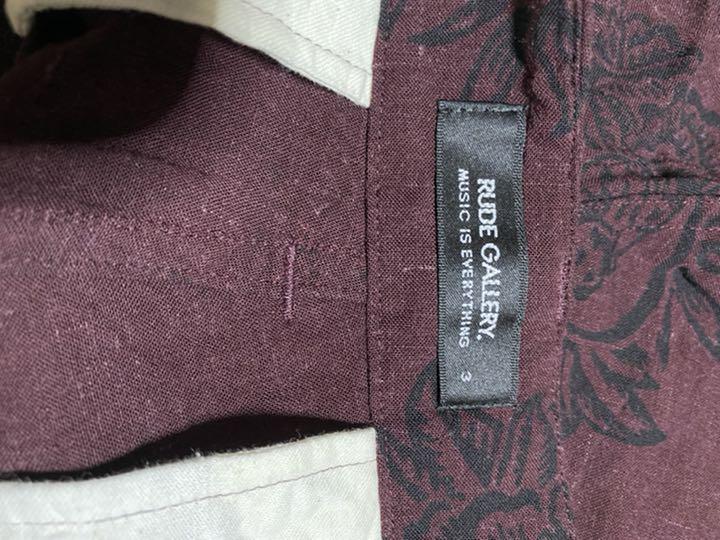 RUDE GALLERY.
MUSIC IS EVERYTHING 3